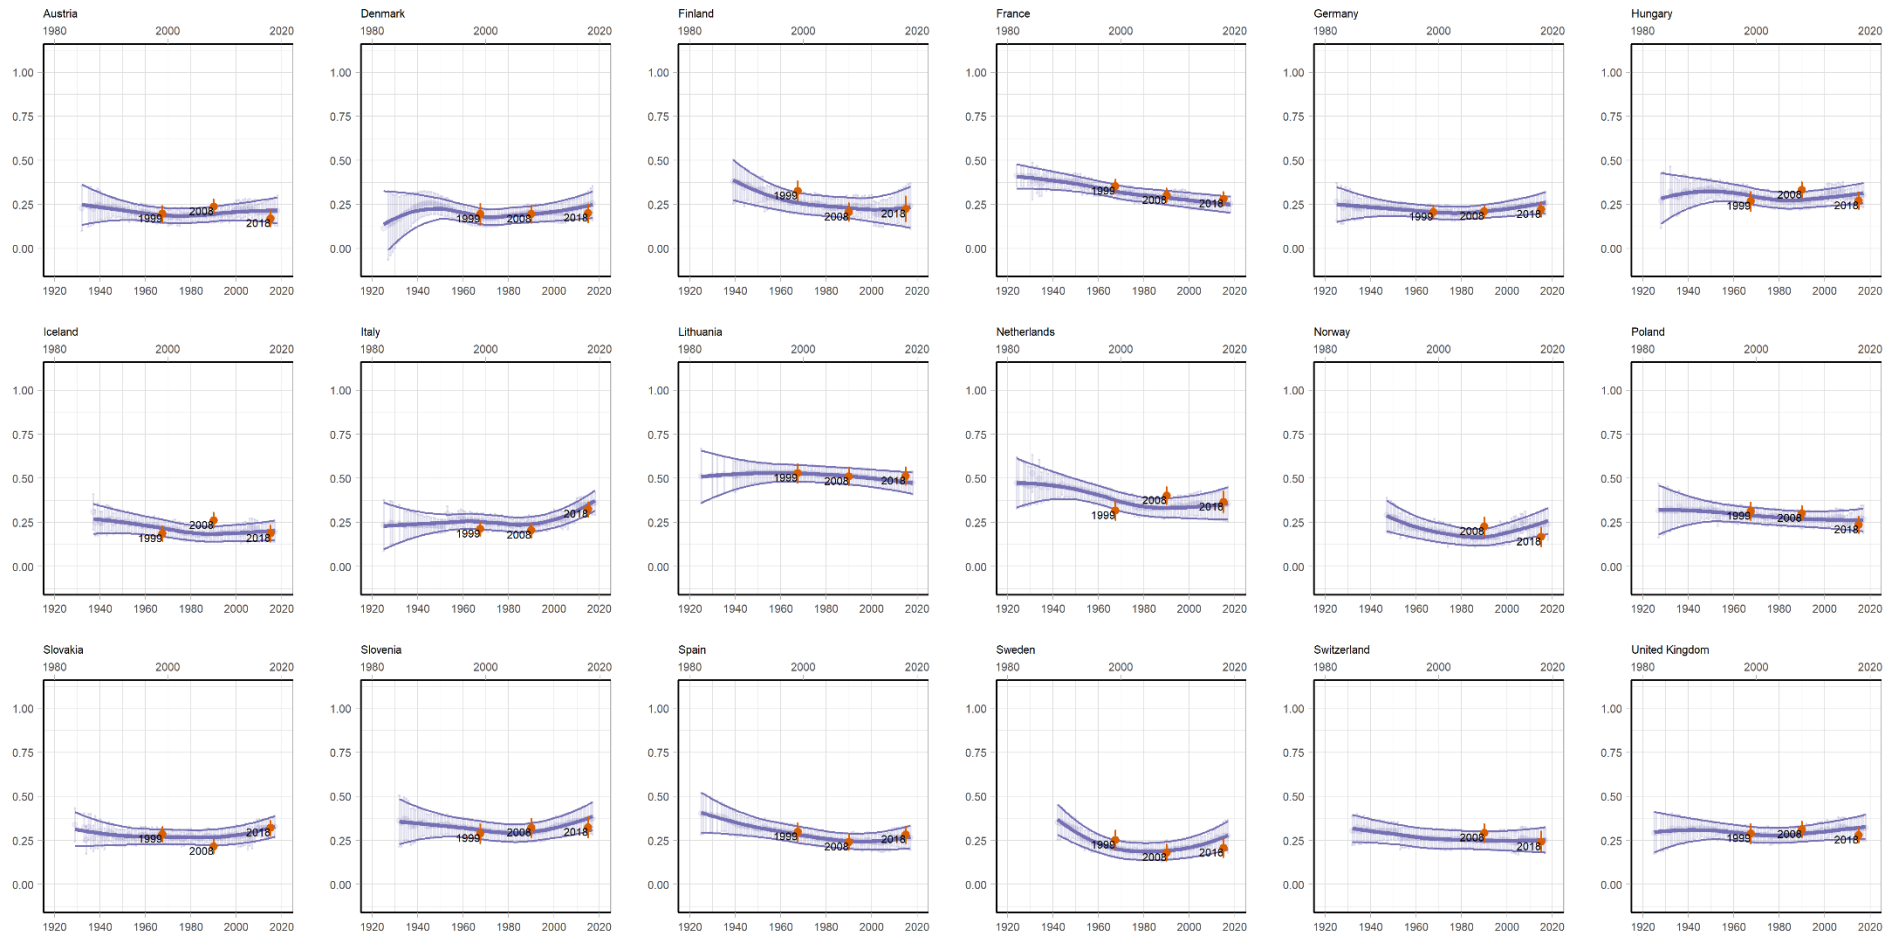 Austria Denmark Finland France Germany Hungary
1980 2000 2020 1980 2000 2020 1980 2000 2020 1980 2000 2020 1980 2000 2020 1980 2000 2020
1.00 1.00 1.00 1.00 1.00 1.00
0.75 0.75 0.75 0.75 0.75 0.75
0.50 0.50 0.50 0.50 0.50 0.50
0.25 1999 2008 2018 0.25 1999 2008 2018 0.25 1999 2008 2018 0.25 1999 2008 2018 0.25 1999 2008 2018 0.25 1999 2008 2018
0.00 0.00 0.00 0.00 0.00 0.00
1920 1940 1960 1980 2000 2020 1920 1940 1960 1980 2000 2020 1920 1940 1960 1980 2000 2020 1920 1940 1960 1980 2000 2020 1920 1940 1960 1980 2000 2020 1920 1940 1960 1980 2000 2020
Iceland Italy Lithuania Netherlands Norway Poland
1980 2000 2020 1980 2000 2020 1980 2000 2020 1980 2000 2020 1980 2000 2020 1980 2000 2020
1.00 1.00 1.00 1.00 1.00 1.00
0.75 0.75 0.75 0.75 0.75 0.75
0.50 0.50 0.50 1999 2008 2018 0.50 0.50 0.50
0.25 1999 2008 2018 0.25 1999 2008 2018 0.25 0.25 1999 2008 2018 0.25 2008 2018 0.25 1999 2008 2018
0.00 0.00 0.00 0.00 0.00 0.00
1920 1940 1960 1980 2000 2020 1920 1940 1960 1980 2000 2020 1920 1940 1960 1980 2000 2020 1920 1940 1960 1980 2000 2020 1920 1940 1960 1980 2000 2020 1920 1940 1960 1980 2000 2020
Slovakia Slovenia Spain Sweden Switzerland United Kingdom
1980 2000 2020 1980 2000 2020 1980 2000 2020 1980 2000 2020 1980 2000 2020 1980 2000 2020
1.00 1.00 1.00 1.00 1.00 1.00
0.75 0.75 0.75 0.75 0.75 0.75
0.50 0.50 0.50 0.50 0.50 0.50
0.25 1999 2008 2018 0.25 1999 2008 2018 0.25 1999 2008 2018 0.25 1999 2008 2018 0.25 2008 2018 0.25 1999 2008 2018
0.00 0.00 0.00 0.00 0.00 0.00
1920 1940 1960 1980 2000 2020 1920 1940 1960 1980 2000 2020 1920 1940 1960 1980 2000 2020 1920 1940 1960 1980 2000 2020 1920 1940 1960 1980 2000 2020 1920 1940 1960 1980 2000 2020